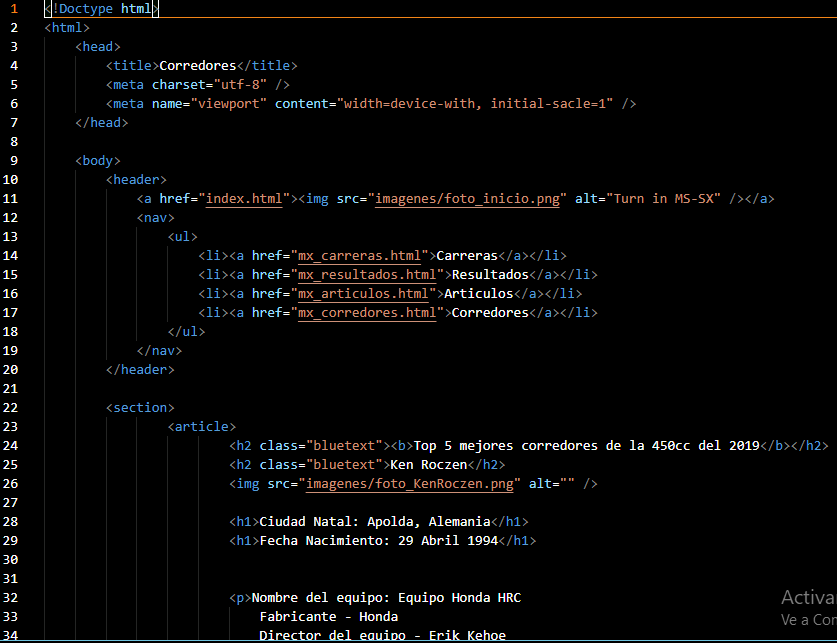 1 <!Doctype html>
2 <html>
3 <head>
4 <title>Corredores</title>
5 <meta charset="utf-8" />
6 <meta name="viewport" content="width=device-with, initial-sacle=1" />
7 </head>
8
9 <body>
10 <header>
11 <a href="index.html"><img src="imagenes/foto_inicio.png" alt="Turn in MS-SX" /></a>
12 <nav>
13 <ul>
14 <li><a href="mx_carreras.html">Carreras</a></li>
15 <li><a href="mx_resultados.html">Resultados</a></li>
16 <li><a href="mx_articulos.html">Articulos</a></li>
17 <li><a href="mx_corredores.html">Corredores</a></li>
18 </ul>
19 </nav>
20 </header>
21
22 <section>
23 <article>
24 <h2 class="bluetext"><b>Top 5 mejores corredores de la 450cc del 2019</b></h2>
25 <h2 class="bluetext">Ken Roczen</h2>
26 <img src="imagenes/foto_KenRoczen.png" alt="" />
27
28 <h1>Ciudad Natal: Apolda, Alemania</h1>
29 <h1>Fecha Nacimiento: 29 Abril 1994</h1>
30
31
32 <p>Nombre del equipo: Equipo Honda HRC
33 Fabricante - Honda
34 Director del equipo - Erik Kehoe
Activa
Ve a Con